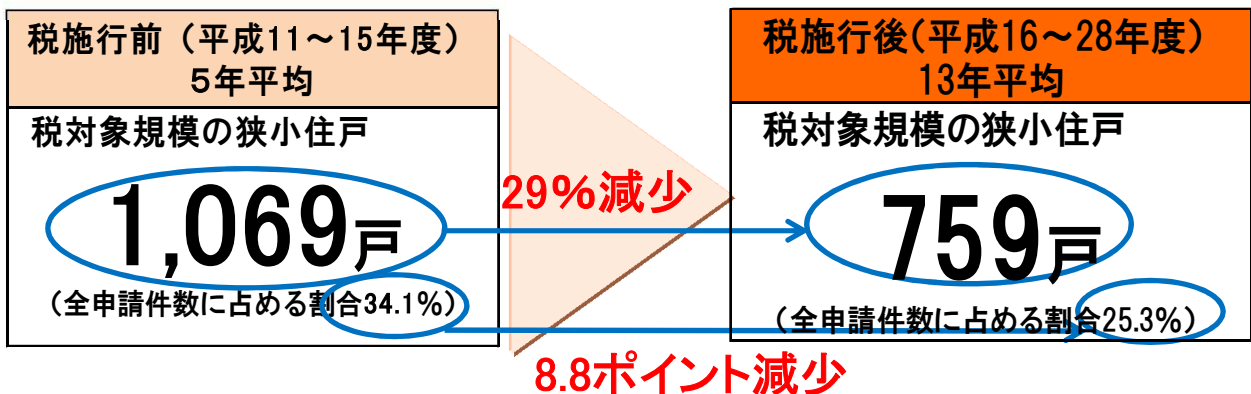 税施行前（平成11～15年度）
5年平均
税対象規模の狭小住戸
1,069戸
（全申請件数に占める割合34.1％）
29％減少
8.8ポイント減少
税施行後（平成16～28年度）
13年平均
税対象規模の狭小住戸
759戸
（全申請件数に占める割合25.3％）